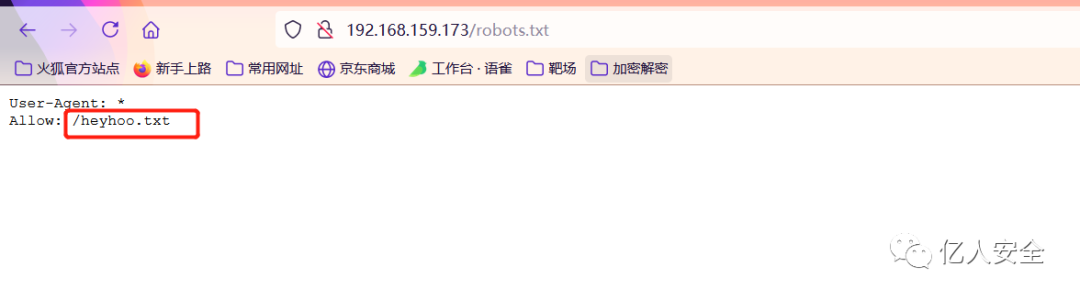 192.168.159.173/robots.txt
火狐官方站点 新手上路 常用网址 京东商城 工作台 · 语雀 靶场 加密解密
User-Agent: *
Allow: /heyhoo.txt
亿人安全